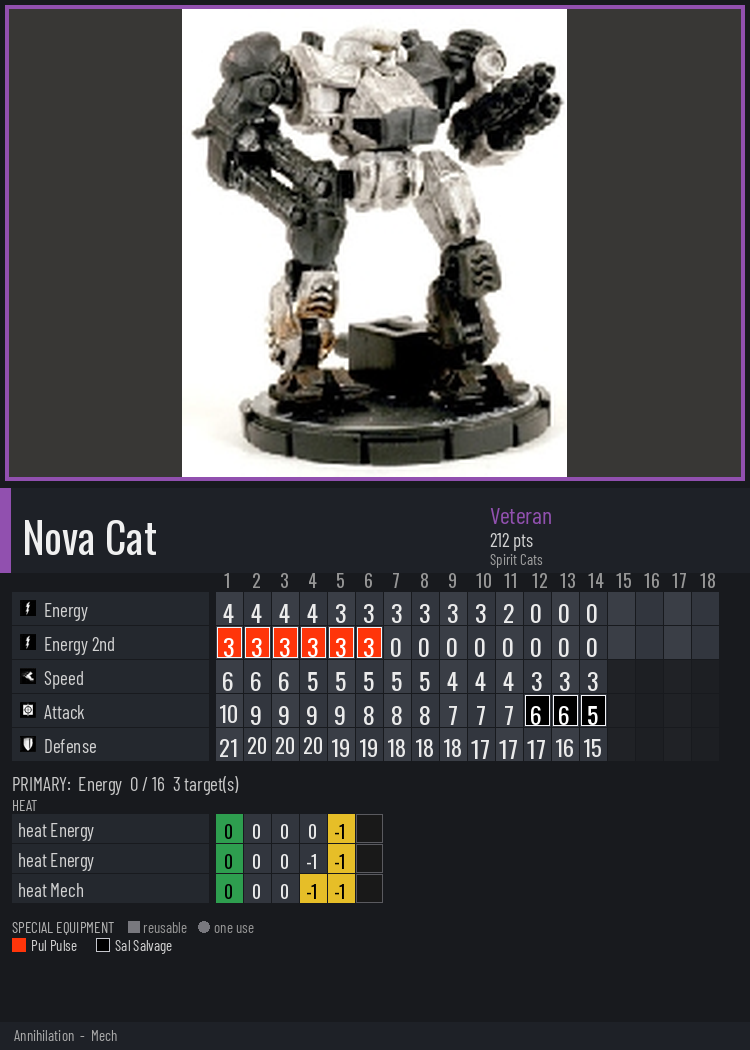 Nova Cat
Veteran
212 pts
Spirit Cats
1 2 3 4 5 6 7 8 9 10 11 12 13 14 15 16 17 18
Energy 4 4 4 4 3 3 3 3 3 3 2 0 0 0
Energy 2nd 3 3 3 3 3 3 0 0 0 0 0 0 0 0
Speed 6 6 6 5 5 5 5 5 4 4 4 3 3 3
Attack 10 9 9 9 9 8 8 8 7 7 7 6 6 5
Defense 21 20 20 20 19 19 18 18 18 17 17 17 16 15
PRIMARY: Energy 0 / 16 3 target(s)
HEAT
heat Energy 0 0 0 0 -1
heat Energy 0 0 0 -1 -1
heat Mech 0 0 0 -1 -1
SPECIAL EQUIPMENT reusable one use
Pul Pulse Sal Salvage
Annihilation - Mech